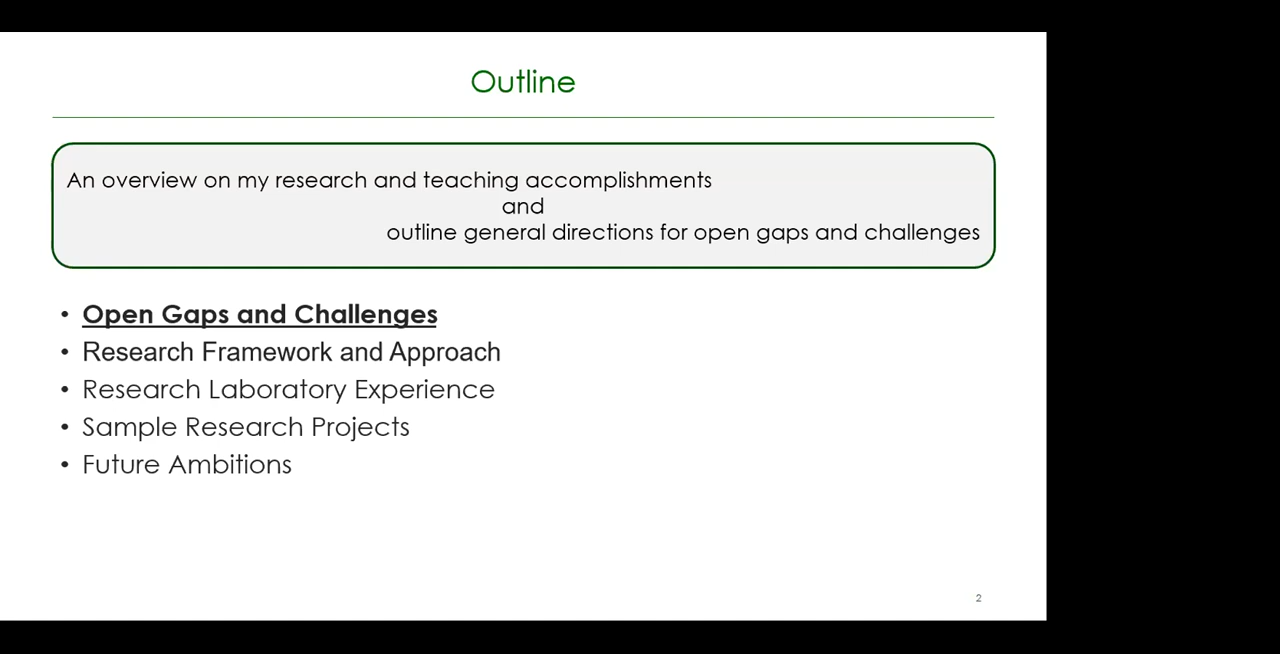 Outline
An overview on my research and teaching accomplishments
and
outline general directions for open gaps and challenges
• Open Gaps and Challenges
• Research Framework and Approach
• Research Laboratory Experience
• Sample Research Projects
• Future Ambitions
2